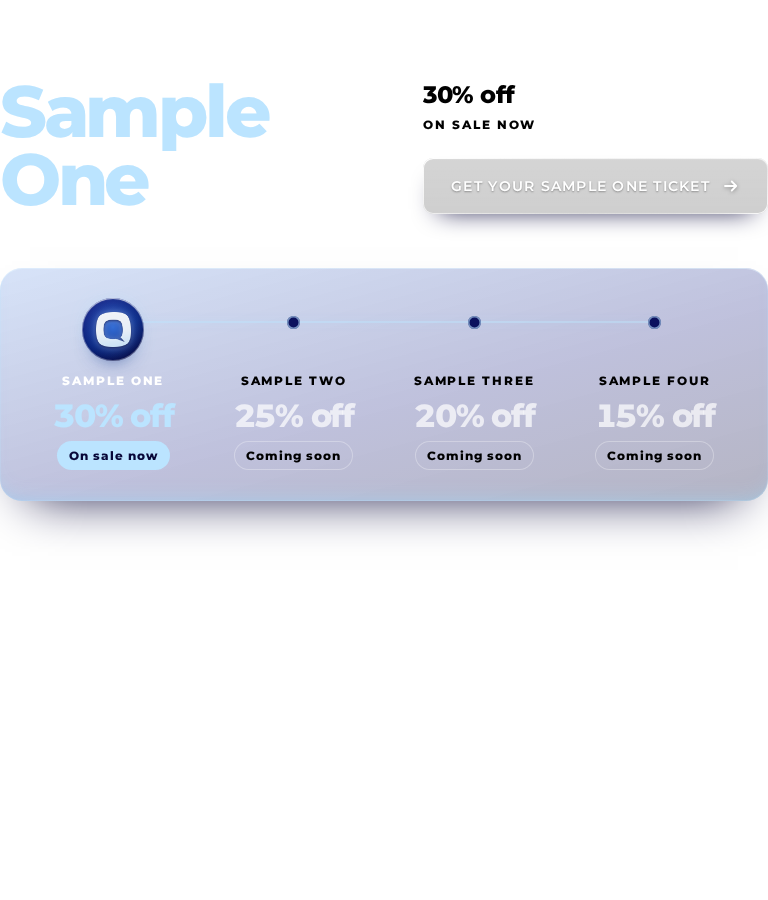 Sample
One
30% off
ON SALE NOW
GET YOUR SAMPLE ONE TICKET
SAMPLE ONE
30% off
On sale now
SAMPLE TWO
25% off
Coming soon
SAMPLE THREE
20% off
Coming soon
SAMPLE FOUR
15% off
Coming soon